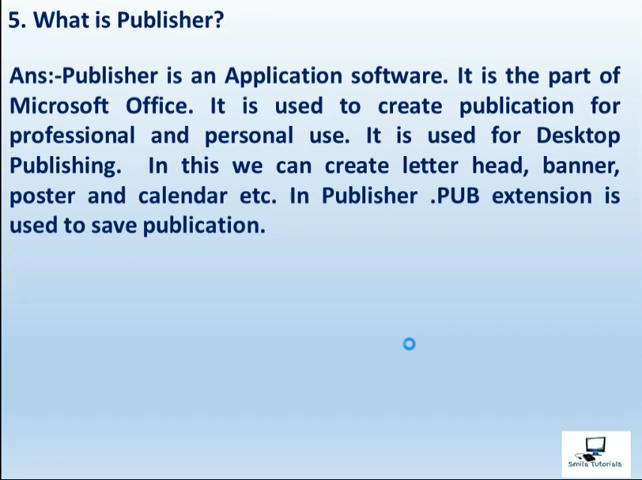 5. What is Publisher?
Ans:-Publisher is an Application software. It is the part of
Microsoft Office. It is used to create publication for
professional and personal use. It is used for Desktop
Publishing. In this we can create letter head, banner,
poster and calendar etc. In Publisher .PUB extension is
used to save publication.
Smile Tutorials